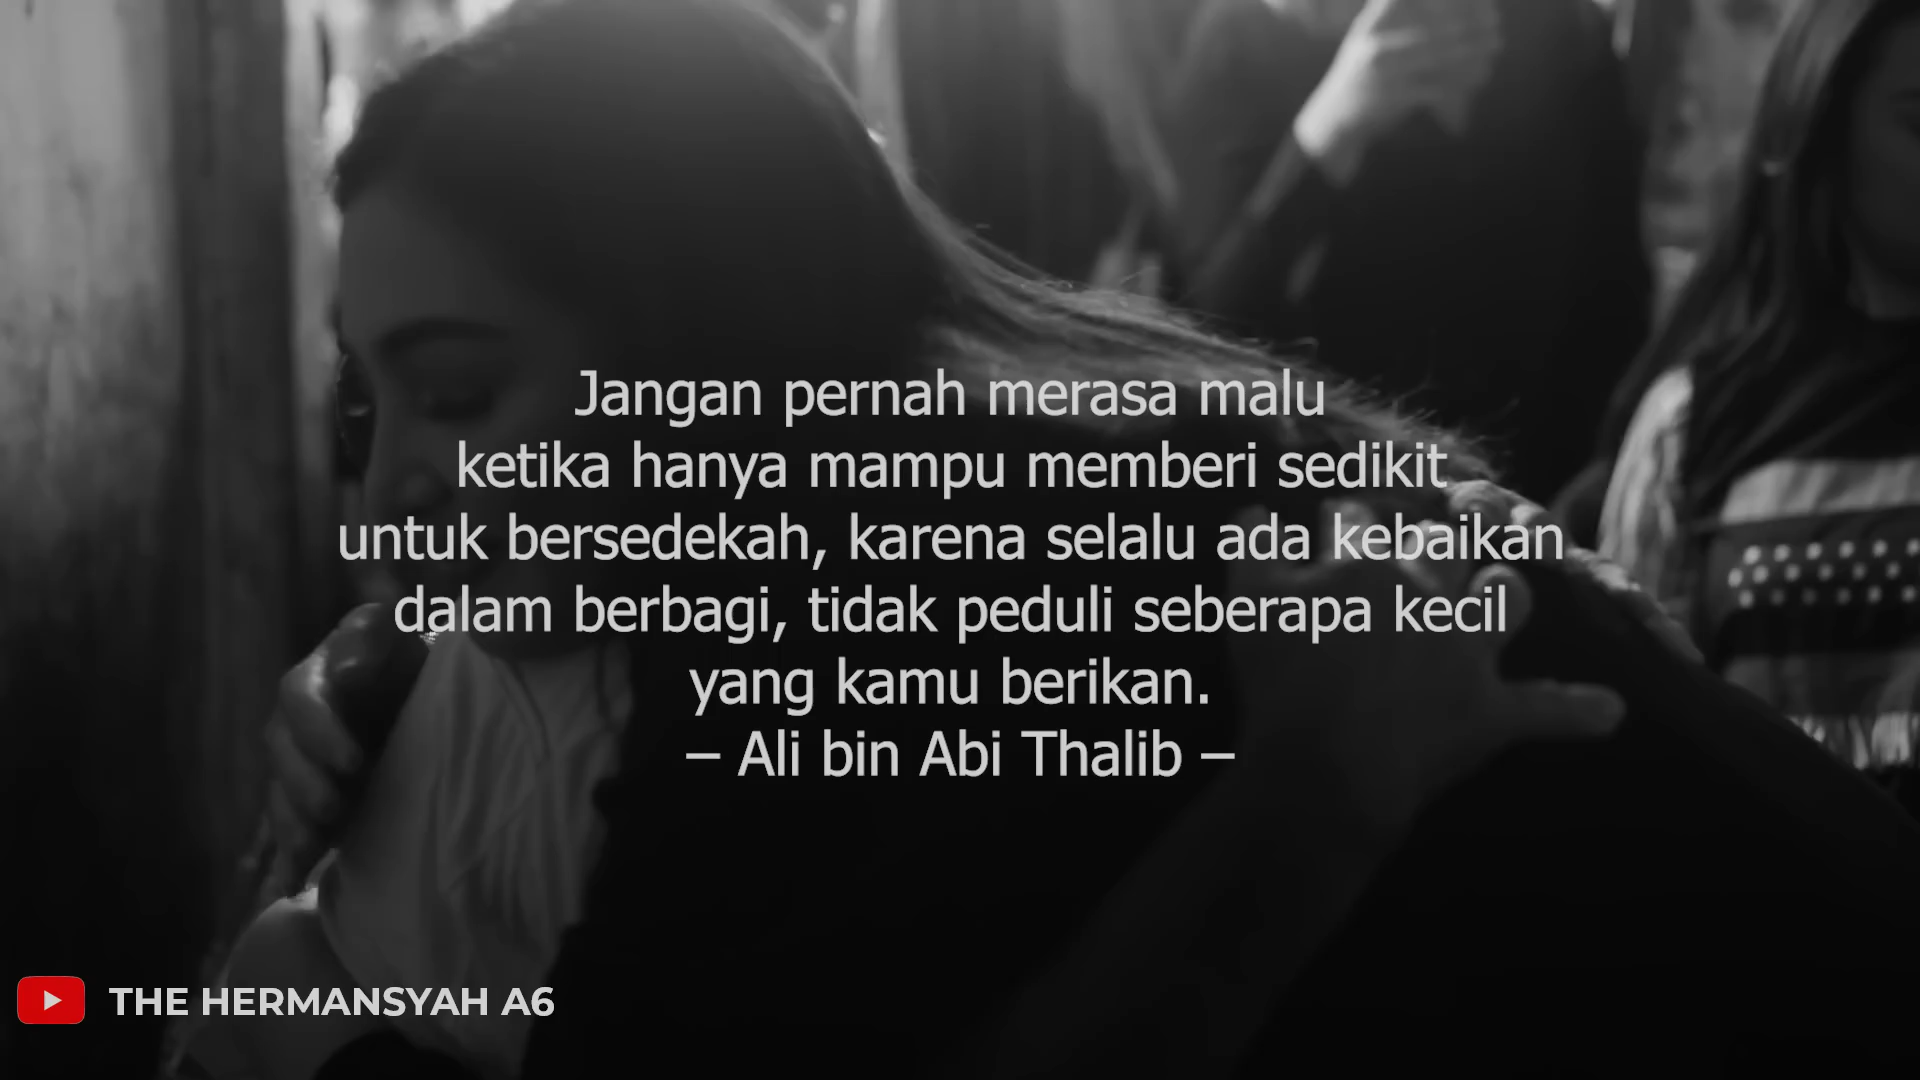 Jangan pernah merasa malu
ketika hanya mampu memberi sedikit
untuk bersedekah, karena selalu ada kebaikan
dalam berbagi, tidak peduli seberapa kecil
yang kamu berikan.
– Ali bin Abi Thalib –
THE HERMANSYAH A6